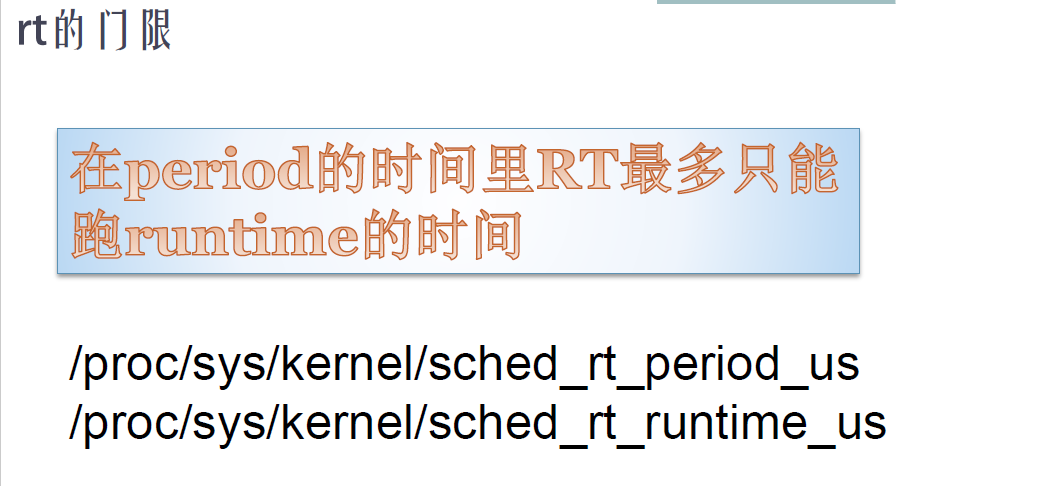 rt的门限
在period的时间里RT最多只能
跑runtime的时间
/proc/sys/kernel/sched_rt_period_us
/proc/sys/kernel/sched_rt_runtime_us